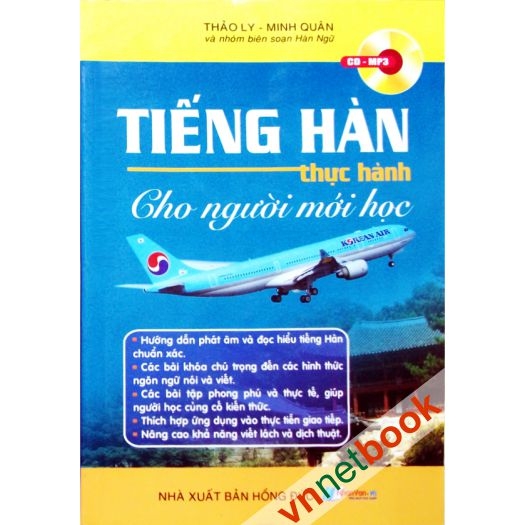 THẢO LY - MINH QUÂN
và nhóm biên soạn Hàn Ngữ
CD - MP3
TIẾNG HÀN
thực hành
Cho người mới học
KOREAN AIR
• Hướng dẫn phát âm và đọc hiểu tiếng Hàn
chuẩn xác.
• Các bài khóa chú trọng đến các hình thức
ngôn ngữ nói và viết.
• Các bài tập phong phú và thực tế, giúp
người học củng cố kiến thức.
• Thích hợp ứng dụng vào thực tiễn giao tiếp.
• Nâng cao khả năng viết lách và dịch thuật.
NHÀ XUẤT BẢN HỒNG ĐỨC
NhanVan.vn
vnnetbook